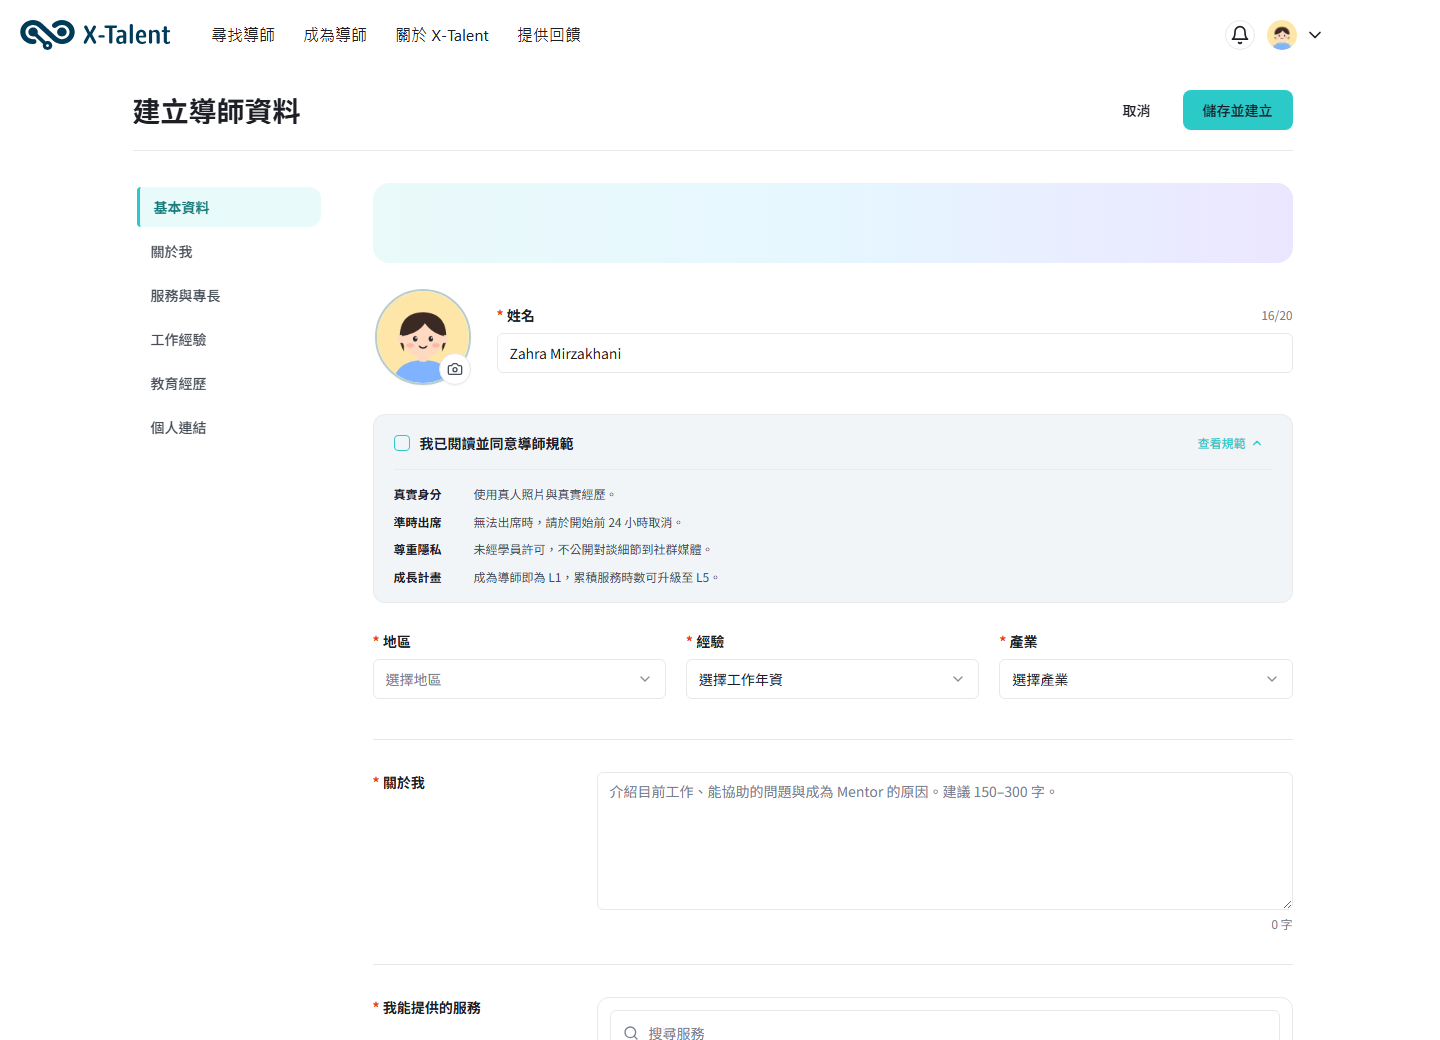 X-Talent 尋找導師 成為導師 關於 X-Talent 提供回饋
建立導師資料 取消 儲存並建立
基本資料
關於我
服務與專長
工作經驗
教育經歷
個人連結
* 姓名 16/20
Zahra Mirzakhani
我已閱讀並同意導師規範 查看規範
真實身分 使用真人照片與真實經歷。
準時出席 無法出席時，請於開始前 24 小時取消。
尊重隱私 未經學員許可，不公開對談細節到社群媒體。
成長計畫 成為導師即為 L1，累積服務時數可升級至 L5。
* 地區 * 經驗 * 產業
選擇地區 選擇工作年資 選擇產業
* 關於我 介紹目前工作、能協助的問題與成為 Mentor 的原因。建議 150–300 字。
0 字
* 我能提供的服務
搜尋服務